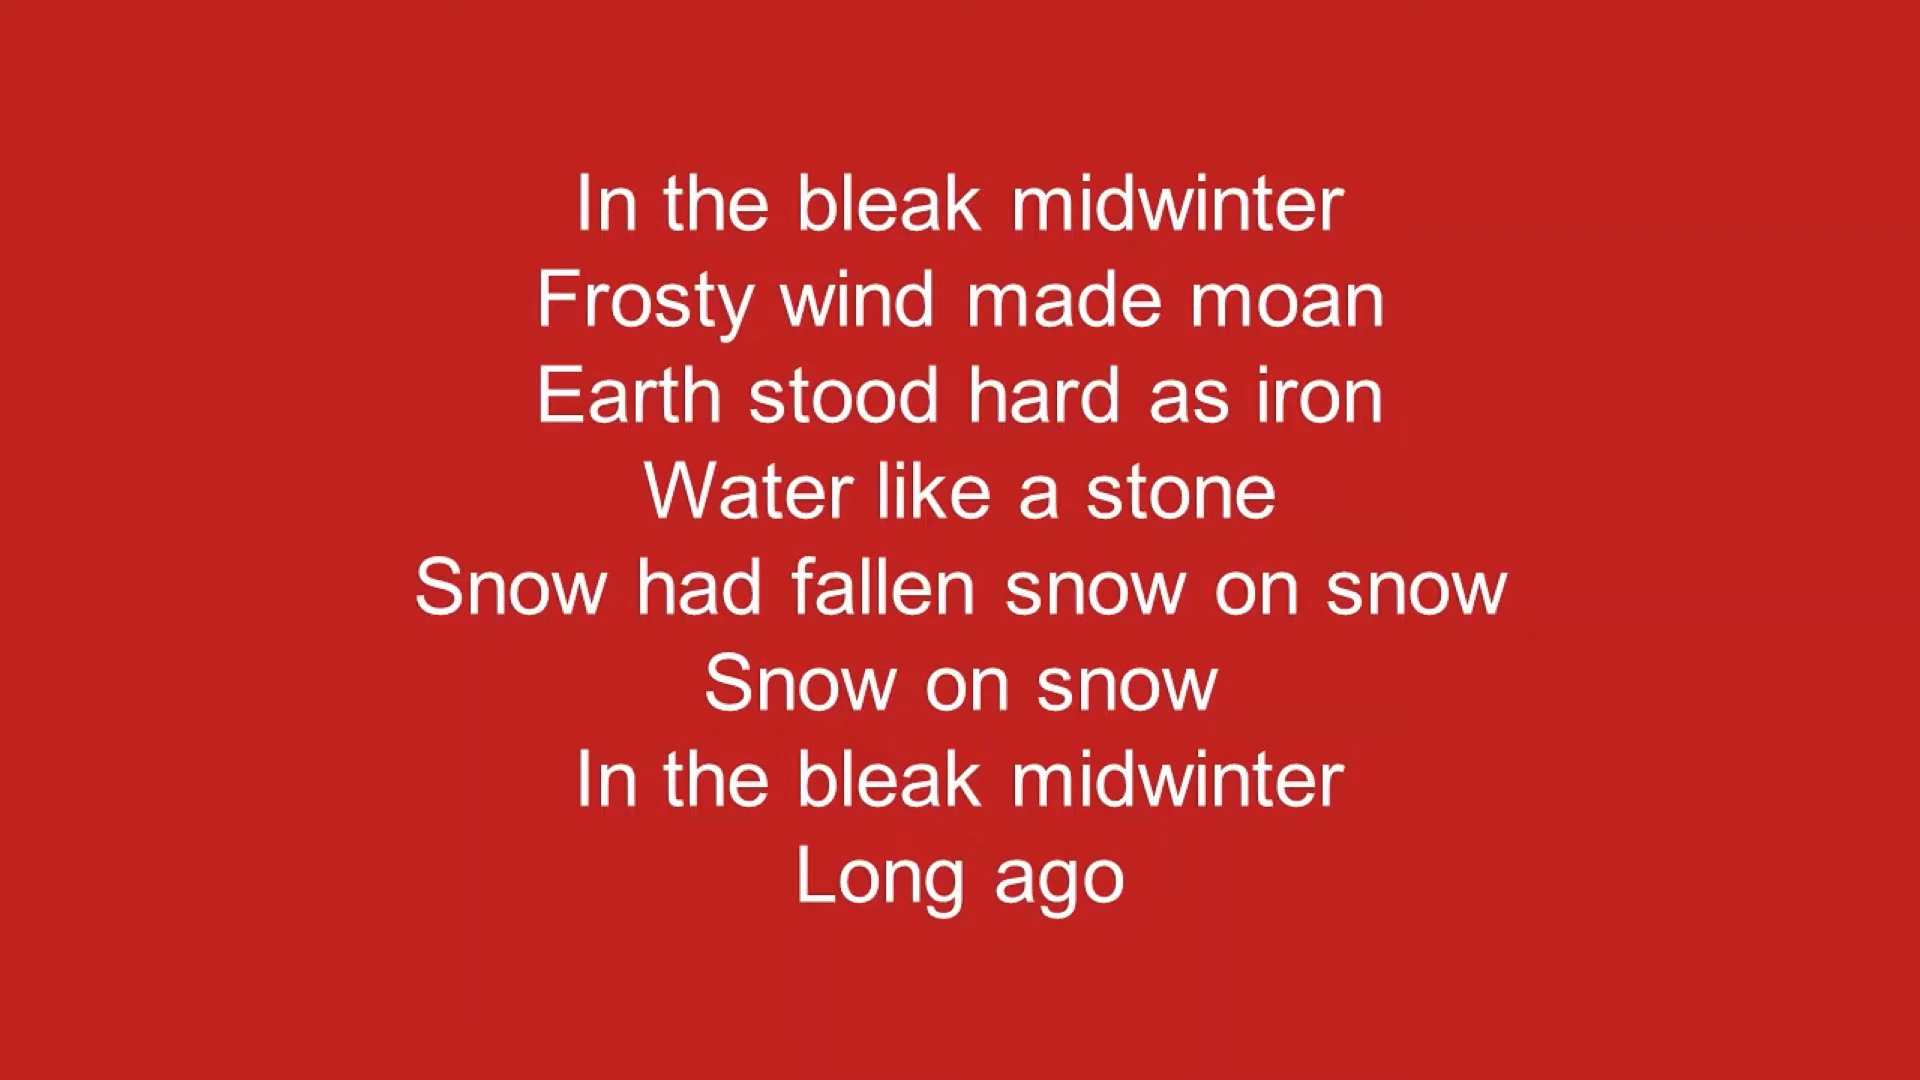 In the bleak midwinter
Frosty wind made moan
Earth stood hard as iron
Water like a stone
Snow had fallen snow on snow
Snow on snow
In the bleak midwinter
Long ago